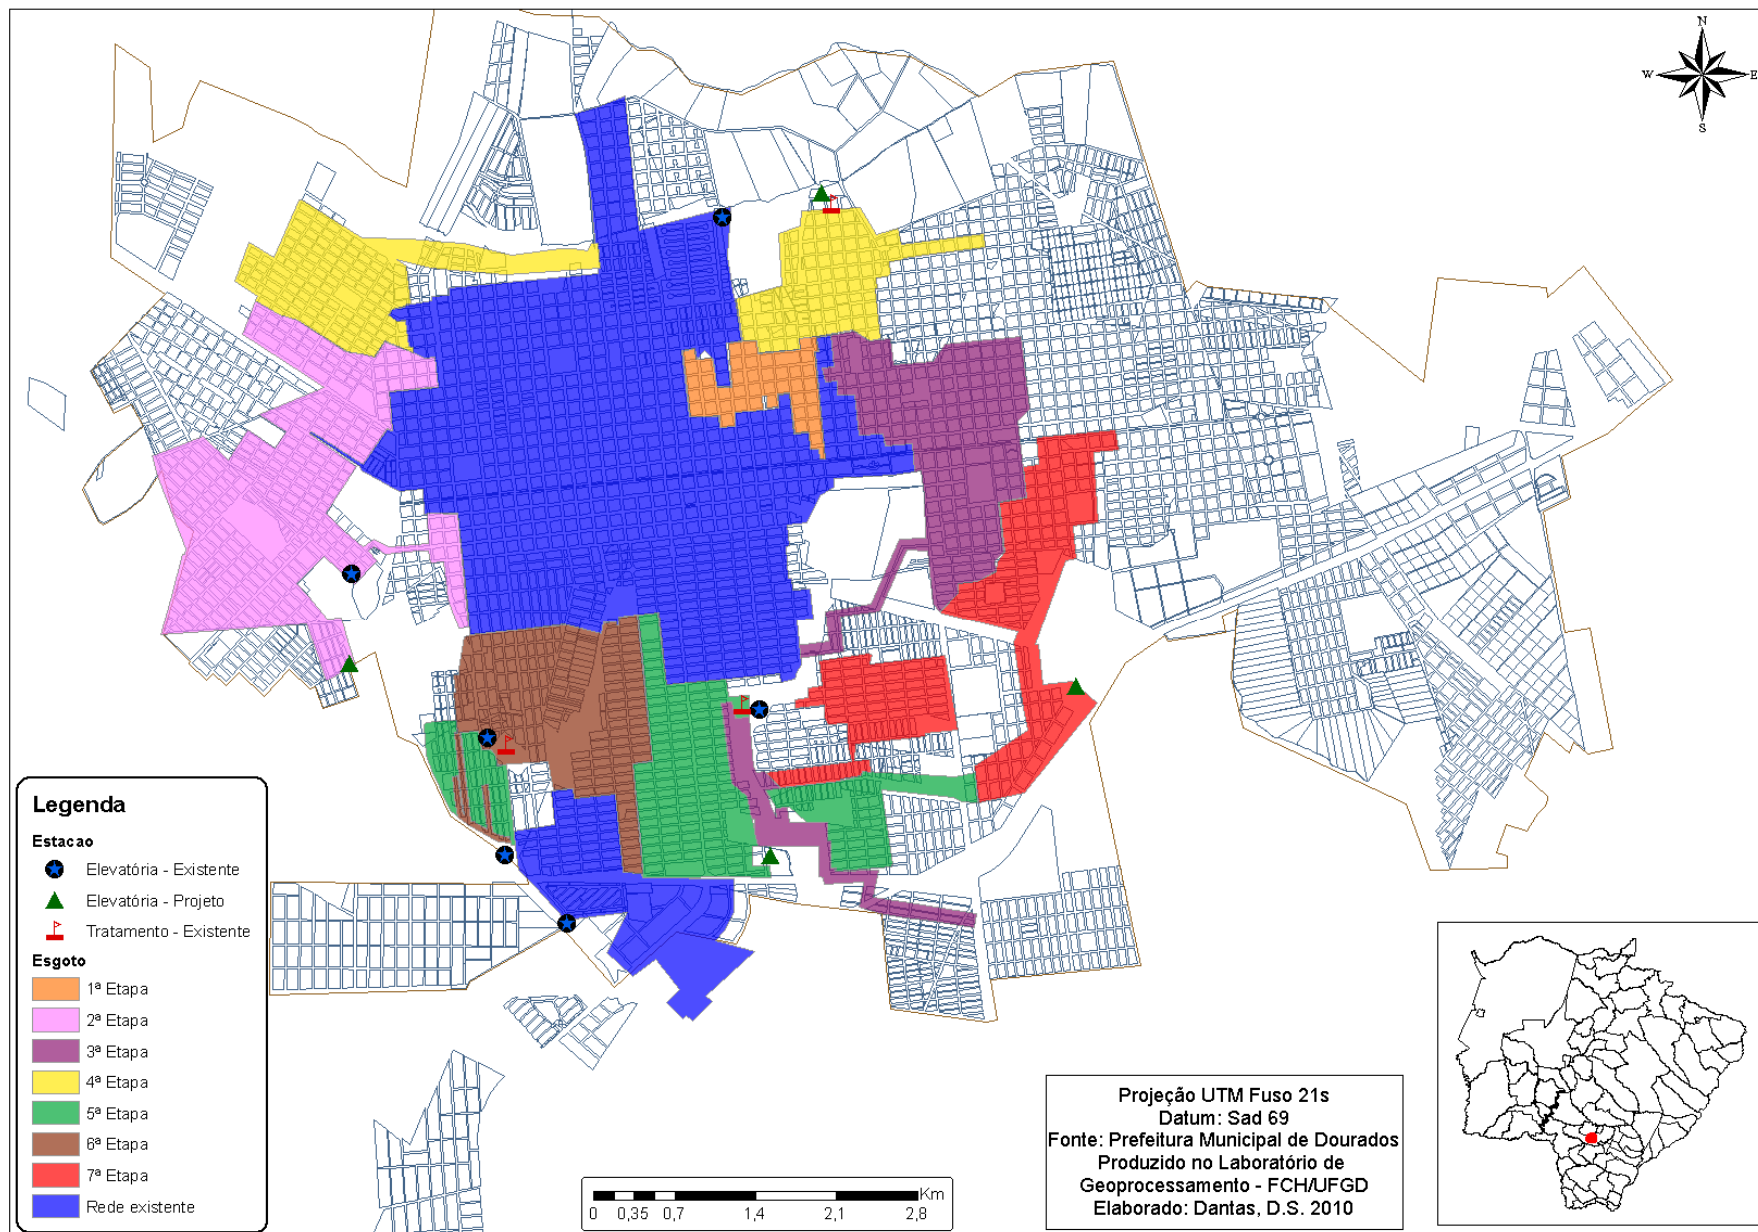 N
W
E
S
Legenda
Estacao
Elevatória - Existente
Elevatória - Projeto
Tratamento - Existente
Esgoto
1ª Etapa
2ª Etapa
3ª Etapa
4ª Etapa
5ª Etapa
6ª Etapa
7ª Etapa
Rede existente
Km
0 0,35 0,7 1,4 2,1 2,8
Projeção UTM Fuso 21s
Datum: Sad 69
Fonte: Prefeitura Municipal de Dourados
Produzido no Laboratório de
Geoprocessamento - FCH/UFGD
Elaborado: Dantas, D.S. 2010